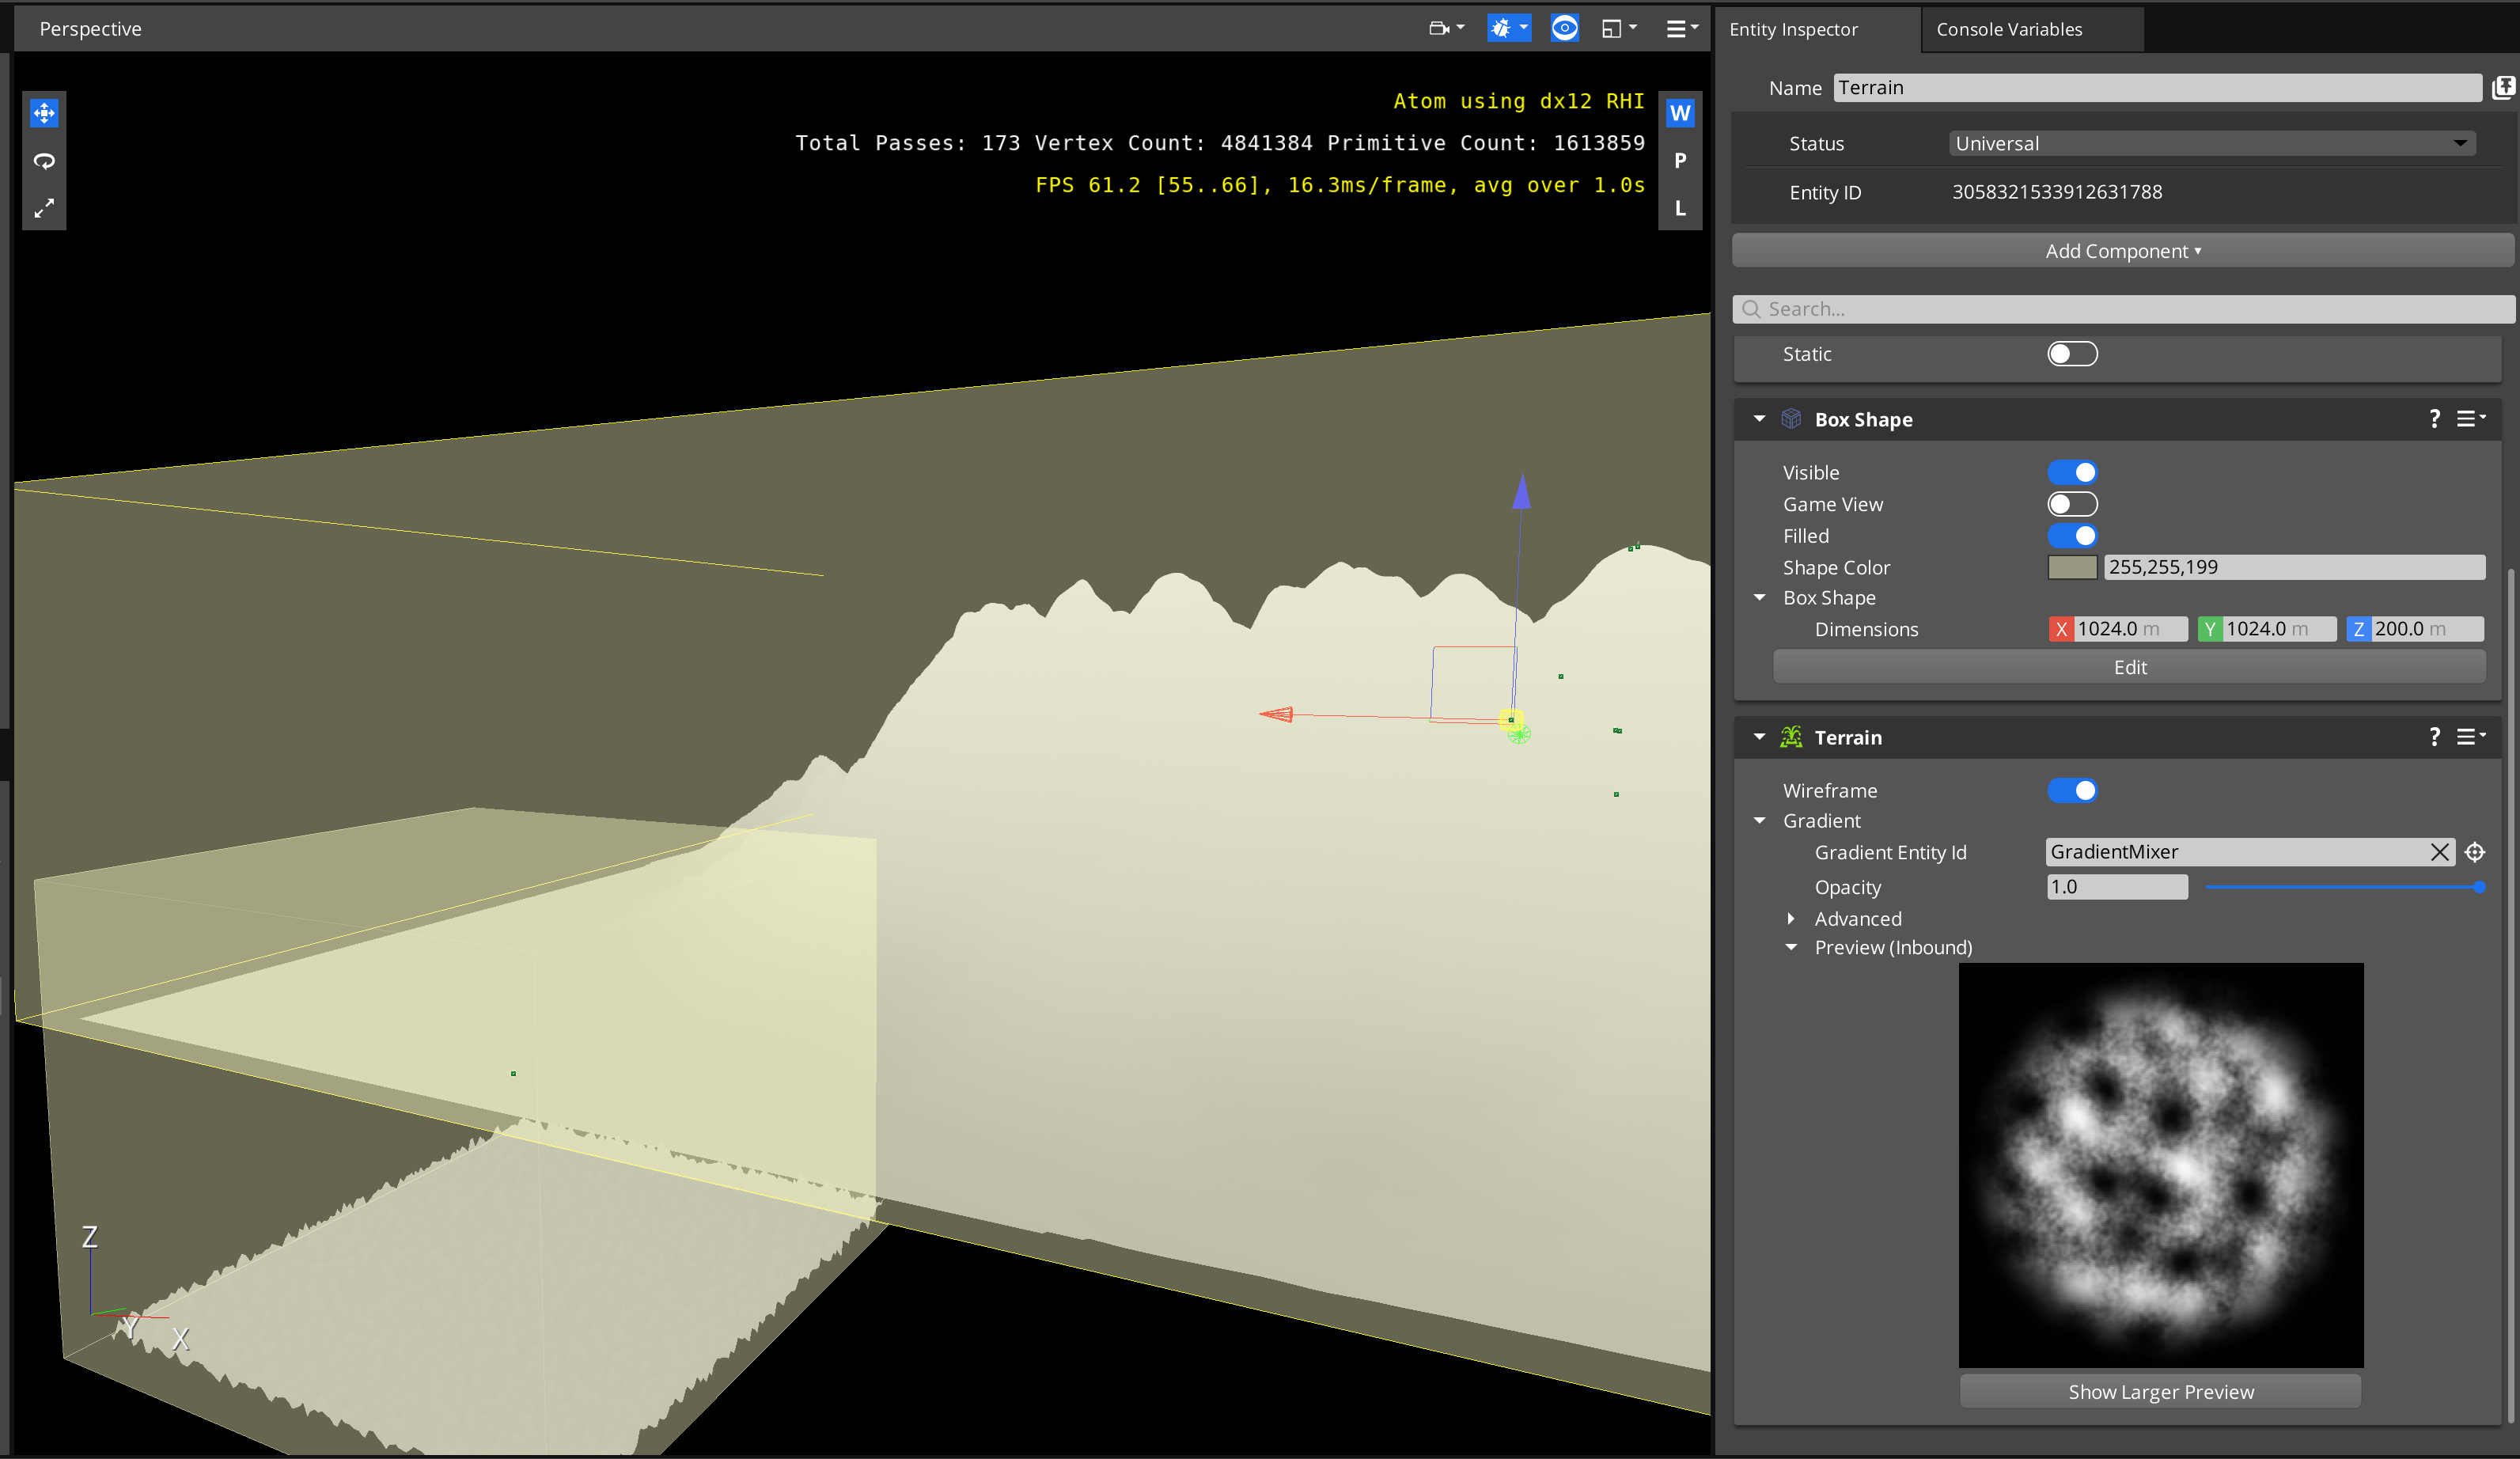 Perspective
Atom using dx12 RHI
Total Passes: 173 Vertex Count: 4841384 Primitive Count: 1613859
FPS 61.2 [55..66], 16.3ms/frame, avg over 1.0s
W
P
L
Z
Y
X
Entity Inspector
Console Variables
Name Terrain
Status Universal
Entity ID 3058321533912631788
Add Component
Search...
Static
Box Shape ?
Visible
Game View
Filled
Shape Color 255,255,199
Box Shape
Dimensions X 1024.0 m Y 1024.0 m Z 200.0 m
Edit
Terrain ?
Wireframe
Gradient
Gradient Entity Id GradientMixer
Opacity 1.0
Advanced
Preview (Inbound)
Show Larger Preview